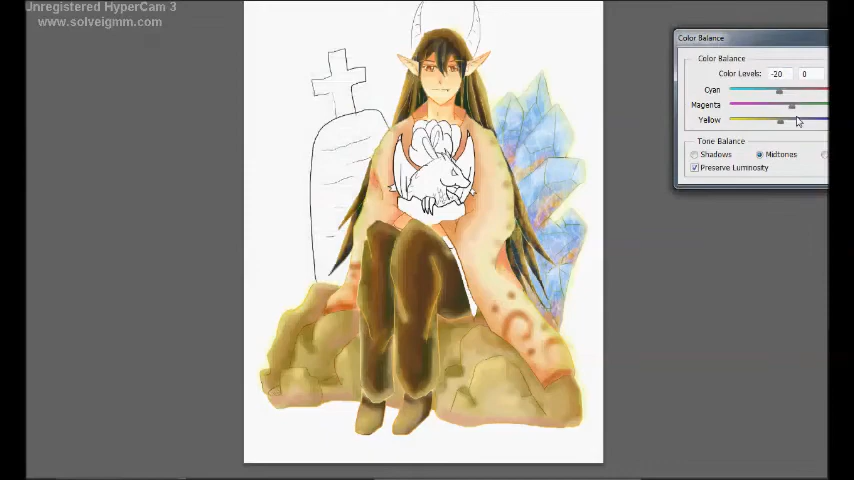 Unregistered HyperCam 3
www.solveigmm.com
Color Balance
Color Balance
Color Levels: -20 0
Cyan
Magenta
Yellow
Tone Balance
Shadows Midtones
Preserve Luminosity